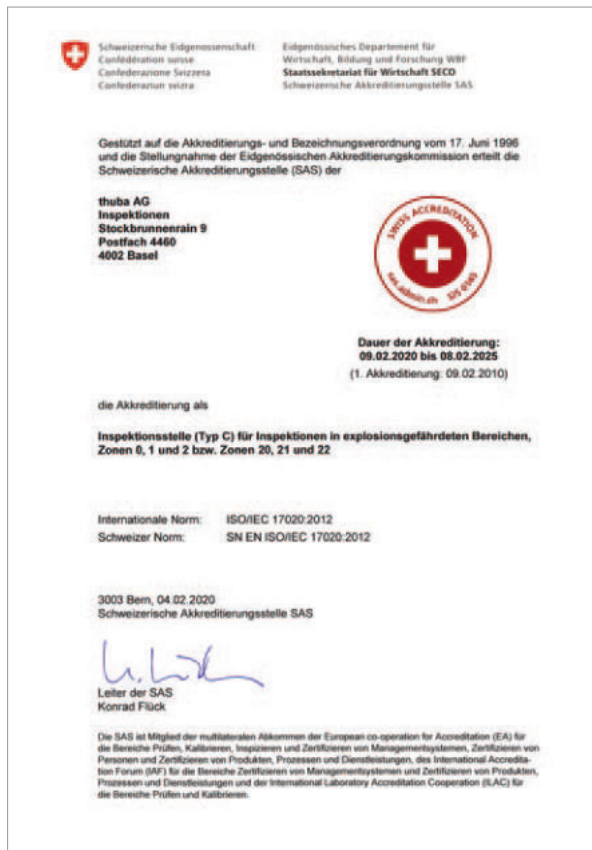 Schweizerische Eidgenossenschaft
Confédération suisse
Confederazione Svizzera
Confederaziun svizra
Eidgenössisches Departement für
Wirtschaft, Bildung und Forschung WBF
Staatssekretariat für Wirtschaft SECO
Schweizerische Akkreditierungsstelle SAS
Gestützt auf die Akkreditierungs- und Bezeichnungsverordnung vom 17. Juni 1996
und die Stellungnahme der Eidgenössischen Akkreditierungskommission erteilt die
Schweizerische Akkreditierungsstelle (SAS) der
thuba AG
Inspektionen
Stockbrunnenrain 9
Postfach 4460
4002 Basel
SWISS ACCREDITATION
sas.admin.ch SIS 0145
Dauer der Akkreditierung:
09.02.2020 bis 08.02.2025
(1. Akkreditierung: 09.02.2010)
die Akkreditierung als
Inspektionsstelle (Typ C) für Inspektionen in explosionsgefährdeten Bereichen,
Zonen 0, 1 und 2 bzw. Zonen 20, 21 und 22
Internationale Norm: ISO/IEC 17020:2012
Schweizer Norm: SN EN ISO/IEC 17020:2012
3003 Bern, 04.02.2020
Schweizerische Akkreditierungsstelle SAS
Leiter der SAS
Konrad Flück
Die SAS ist Mitglied der multilateralen Abkommen der European co-operation for Accreditation (EA) für
die Bereiche Prüfen, Kalibrieren, Inspizieren und Zertifizieren von Managementsystemen, Zertifizieren von
Personen und Zertifizieren von Produkten, Prozessen und Dienstleistungen, des International Accredita-
tion Forum (IAF) für die Bereiche Zertifizieren von Managementsystemen und Zertifizieren von Produkten,
Prozessen und Dienstleistungen und der International Laboratory Accreditation Cooperation (ILAC) für
die Bereiche Prüfen und Kalibrieren.